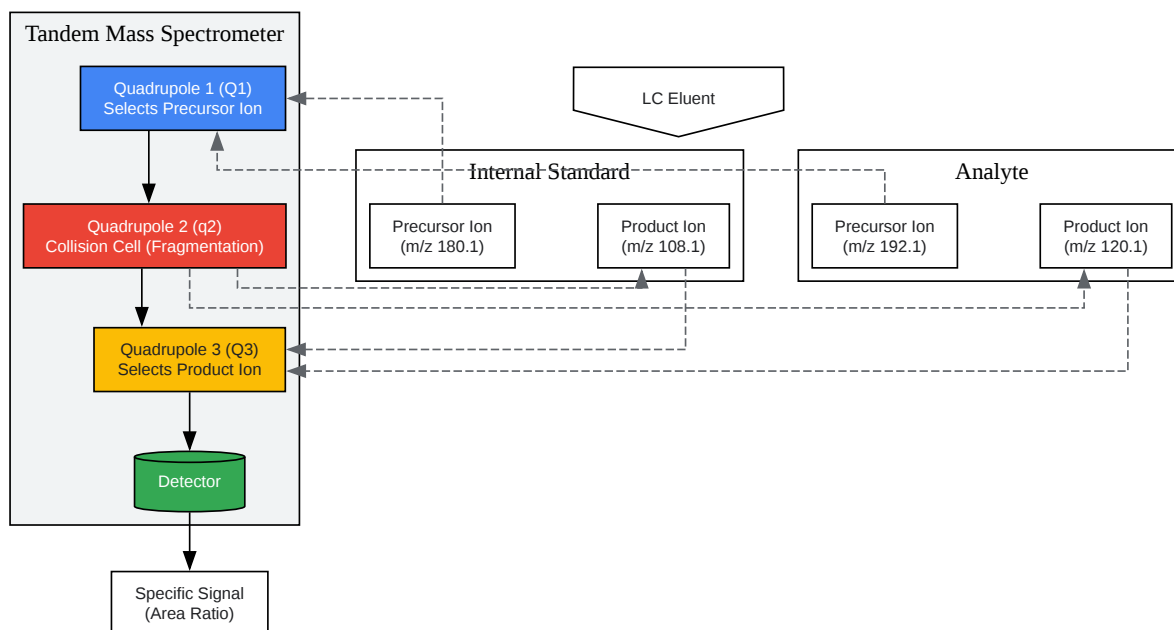 Tandem Mass Spectrometer
Quadrupole 1 (Q1)
Selects Precursor Ion
Quadrupole 2 (q2)
Collision Cell (Fragmentation)
Quadrupole 3 (Q3)
Selects Product Ion
Detector
Specific Signal
(Area Ratio)
LC Eluent
Internal Standard
Precursor Ion
(m/z 180.1)
Product Ion
(m/z 108.1)
Analyte
Precursor Ion
(m/z 192.1)
Product Ion
(m/z 120.1)